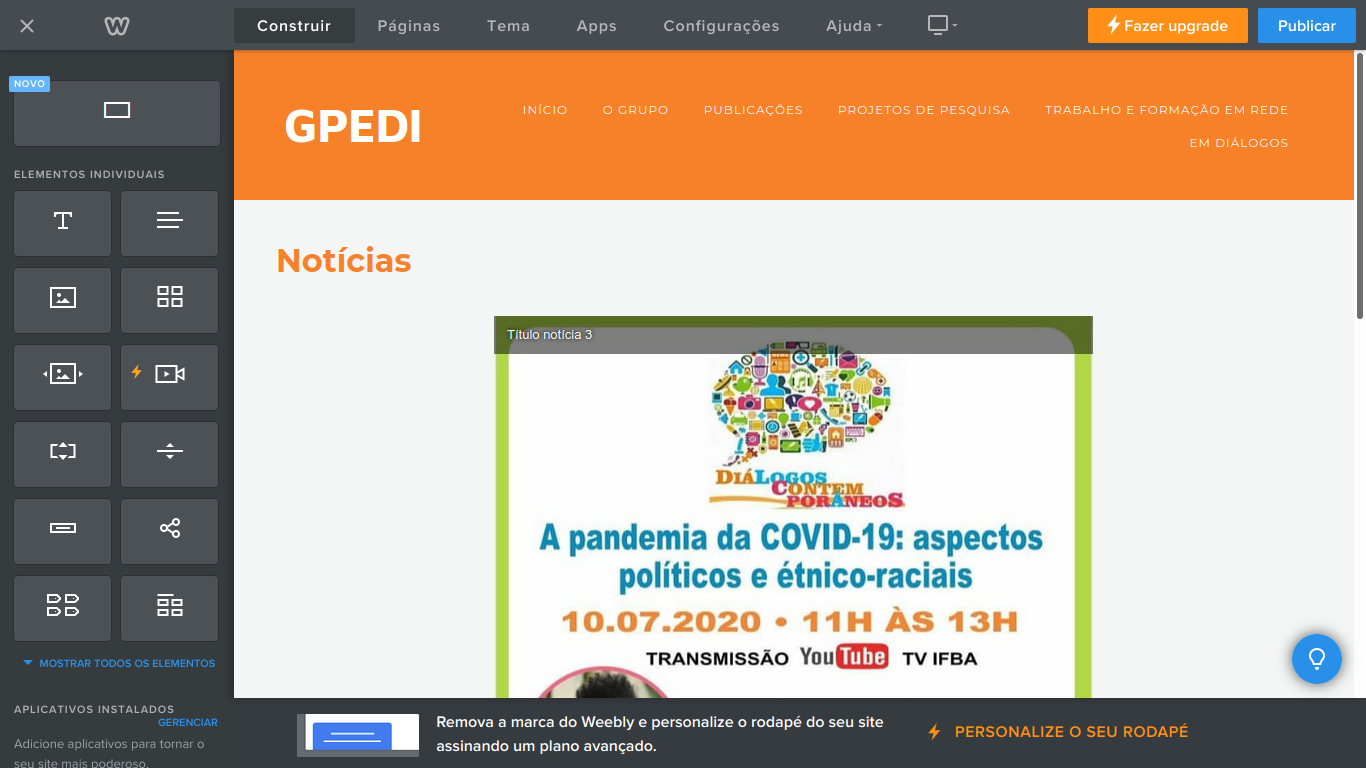 Construir
Páginas
Tema
Apps
Configurações
Ajuda
Fazer upgrade
Publicar
NOVO
ELEMENTOS INDIVIDUAIS
MOSTRAR TODOS OS ELEMENTOS
APLICATIVOS INSTALADOS
GERENCIAR
Adicione aplicativos para tornar o
seu site mais poderoso.
GPEDI
INÍCIO
O GRUPO
PUBLICAÇÕES
PROJETOS DE PESQUISA
TRABALHO E FORMAÇÃO EM REDE
EM DIÁLOGOS
Notícias
Título notícia 3
DIÁLOGOS
CONTEM
PORÂNEOS
A pandemia da COVID-19: aspectos
políticos e étnico-raciais
10.07.2020 • 11H ÀS 13H
TRANSMISSÃO YouTube TV IFBA
Remova a marca do Weebly e personalize o rodapé do seu site
assinando um plano avançado.
PERSONALIZE O SEU RODAPÉ